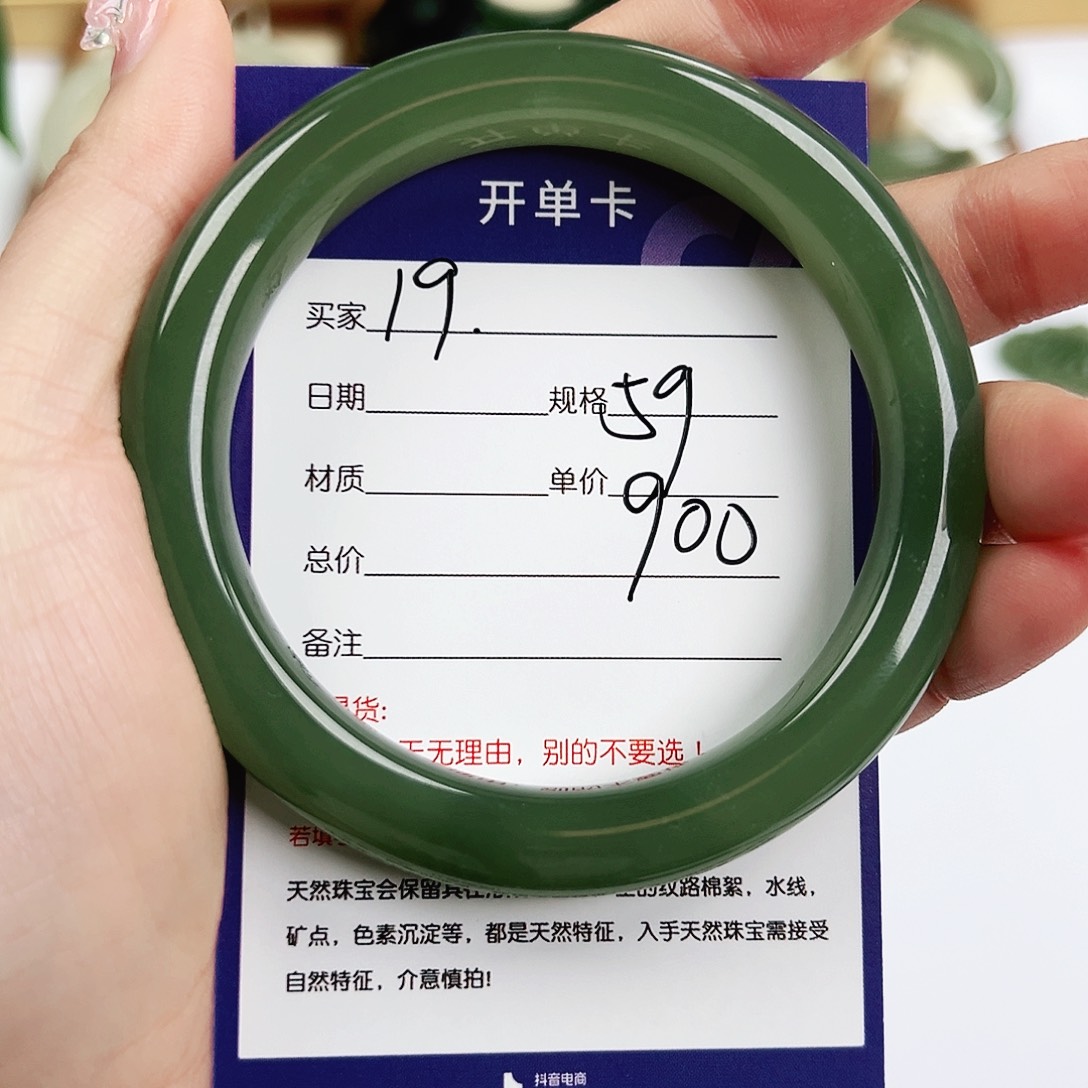 开单卡
买家 19.
日期 规格 59
材质 单价 900
总价
备注
货:
无理由，别的不要选！
若填
天然珠宝会保留其在 的纹路棉絮，水线，
矿点，色素沉淀等，都是天然特征，入手天然珠宝需接受
自然特征，介意慎拍!
抖音电商